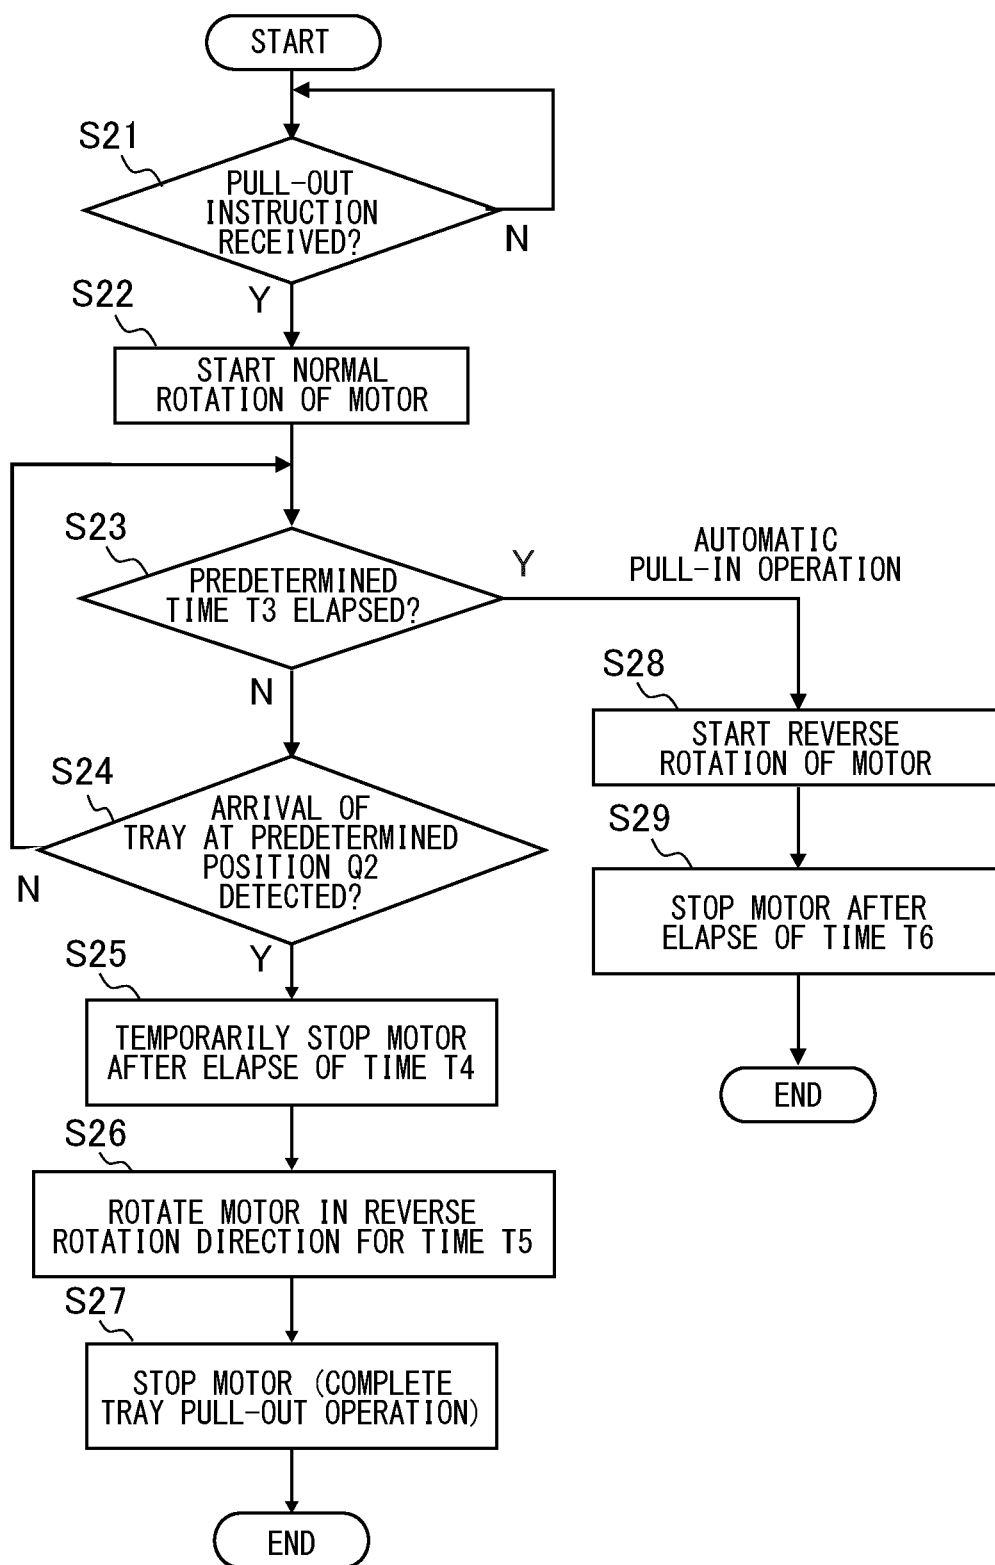 START
S21
PULL-OUT
INSTRUCTION
RECEIVED?
N
Y
S22
START NORMAL
ROTATION OF MOTOR
S23
PREDETERMINED
TIME T3 ELAPSED?
Y
AUTOMATIC
PULL-IN OPERATION
N
S28
START REVERSE
ROTATION OF MOTOR
S24
ARRIVAL OF
TRAY AT PREDETERMINED
POSITION Q2
DETECTED?
N
Y
S29
STOP MOTOR AFTER
ELAPSE OF TIME T6
END
S25
TEMPORARILY STOP MOTOR
AFTER ELAPSE OF TIME T4
S26
ROTATE MOTOR IN REVERSE
ROTATION DIRECTION FOR TIME T5
S27
STOP MOTOR (COMPLETE
TRAY PULL-OUT OPERATION)
END